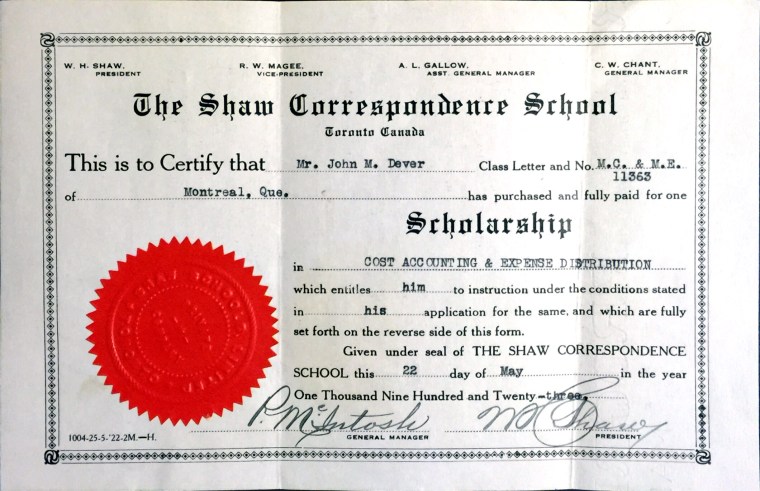 W. H. SHAW, R. W. MAGEE, A. L. GALLOW, C. W. CHANT,
PRESIDENT VICE-PRESIDENT ASST. GENERAL MANAGER GENERAL MANAGER
The Shaw Correspondence School
Toronto Canada
This is to Certify that Mr. John M. Dever Class Letter and No. M.C. & M.E.
11363
of Montreal, Que. has purchased and fully paid for one
Scholarship
in COST ACCOUNTING & EXPENSE DISTRIBUTION
which entitles him to instruction under the conditions stated
in his application for the same, and which are fully
set forth on the reverse side of this form.
Given under seal of THE SHAW CORRESPONDENCE
SCHOOL this 22 day of May in the year
One Thousand Nine Hundred and Twenty-three.
P. McIntosh W H Shaw
GENERAL MANAGER PRESIDENT
1004-25-5-'22-2M.—H.